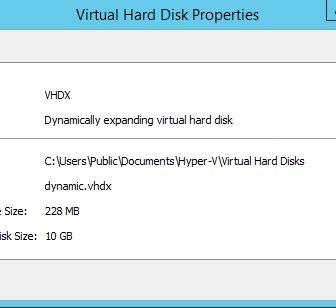 Virtual Hard Disk Properties
VHDX
Dynamically expanding virtual hard disk
C:\Users\Public\Documents\Hyper-V\Virtual Hard Disks
dynamic.vhdx
Size: 228 MB
Size: 10 GB